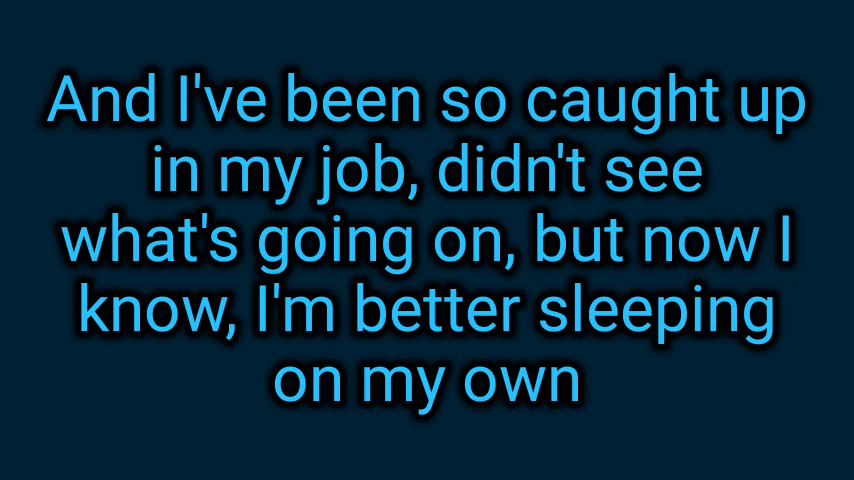 And I've been so caught up
in my job, didn't see
what's going on, but now I
know, I'm better sleeping
on my own